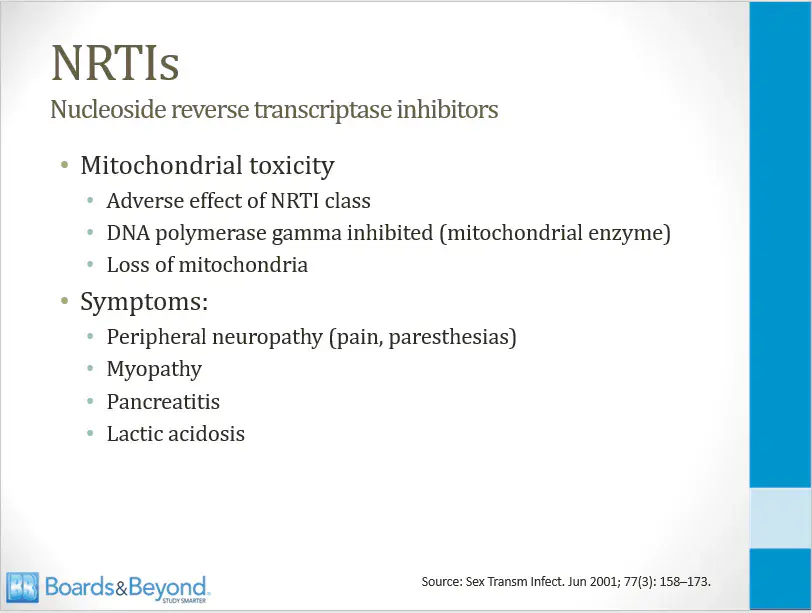 NRTIs
Nucleoside reverse transcriptase inhibitors
• Mitochondrial toxicity
• Adverse effect of NRTI class
• DNA polymerase gamma inhibited (mitochondrial enzyme)
• Loss of mitochondria
• Symptoms:
• Peripheral neuropathy (pain, paresthesias)
• Myopathy
• Pancreatitis
• Lactic acidosis
BB Boards&Beyond.
STUDY SMARTER
Source: Sex Transm Infect. Jun 2001; 77(3): 158–173.